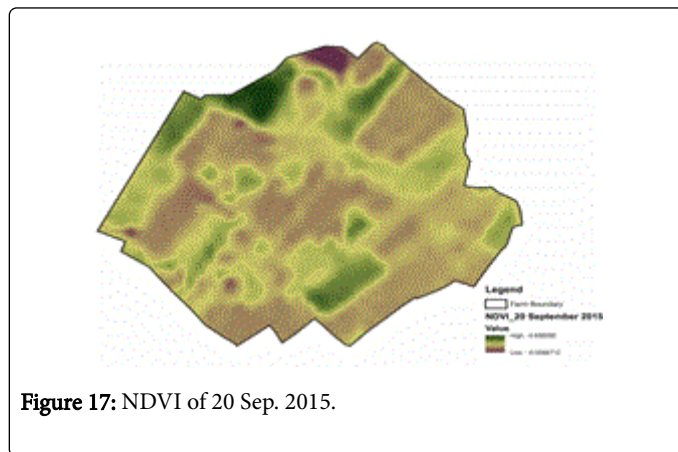 Legend
Farm Boundary
NDVI_20 September 2015
Value
High
Low
Figure 17: NDVI of 20 Sep. 2015.